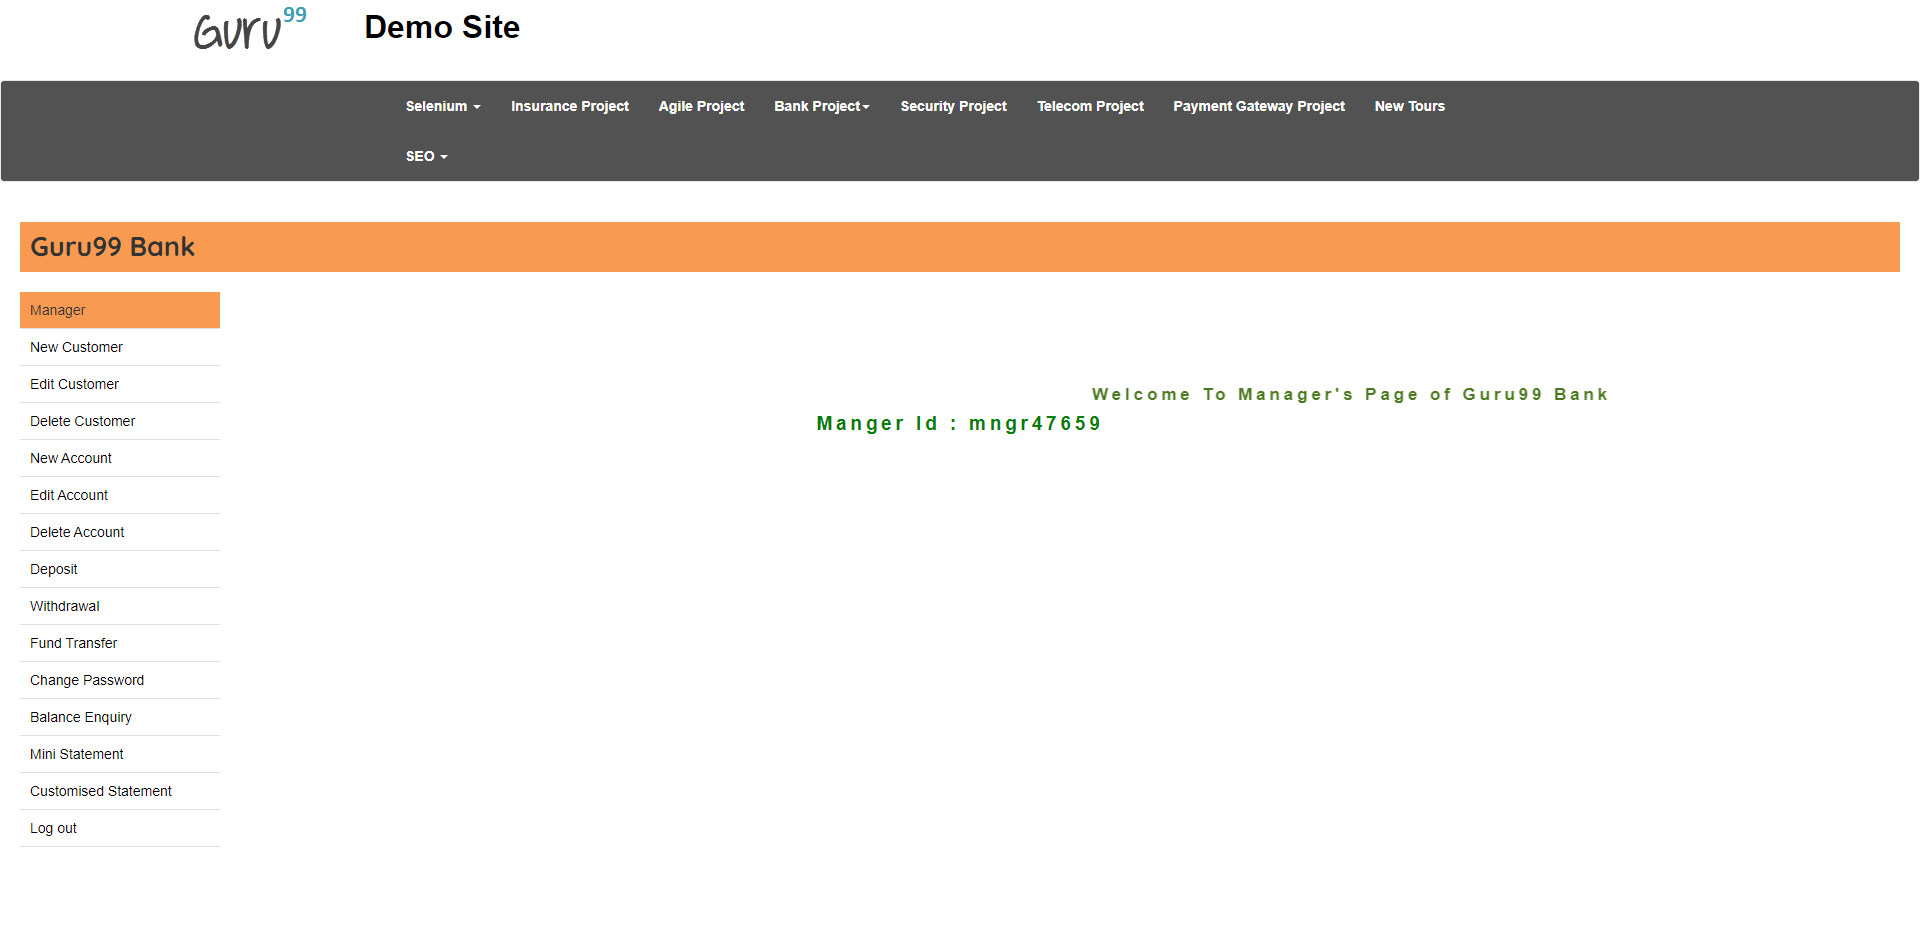 Guru99 Demo Site
Selenium Insurance Project Agile Project Bank Project Security Project Telecom Project Payment Gateway Project New Tours
SEO
Guru99 Bank
Manager
New Customer
Edit Customer
Delete Customer
New Account
Edit Account
Delete Account
Deposit
Withdrawal
Fund Transfer
Change Password
Balance Enquiry
Mini Statement
Customised Statement
Log out
Welcome To Manager's Page of Guru99 Bank
Manger Id : mngr47659